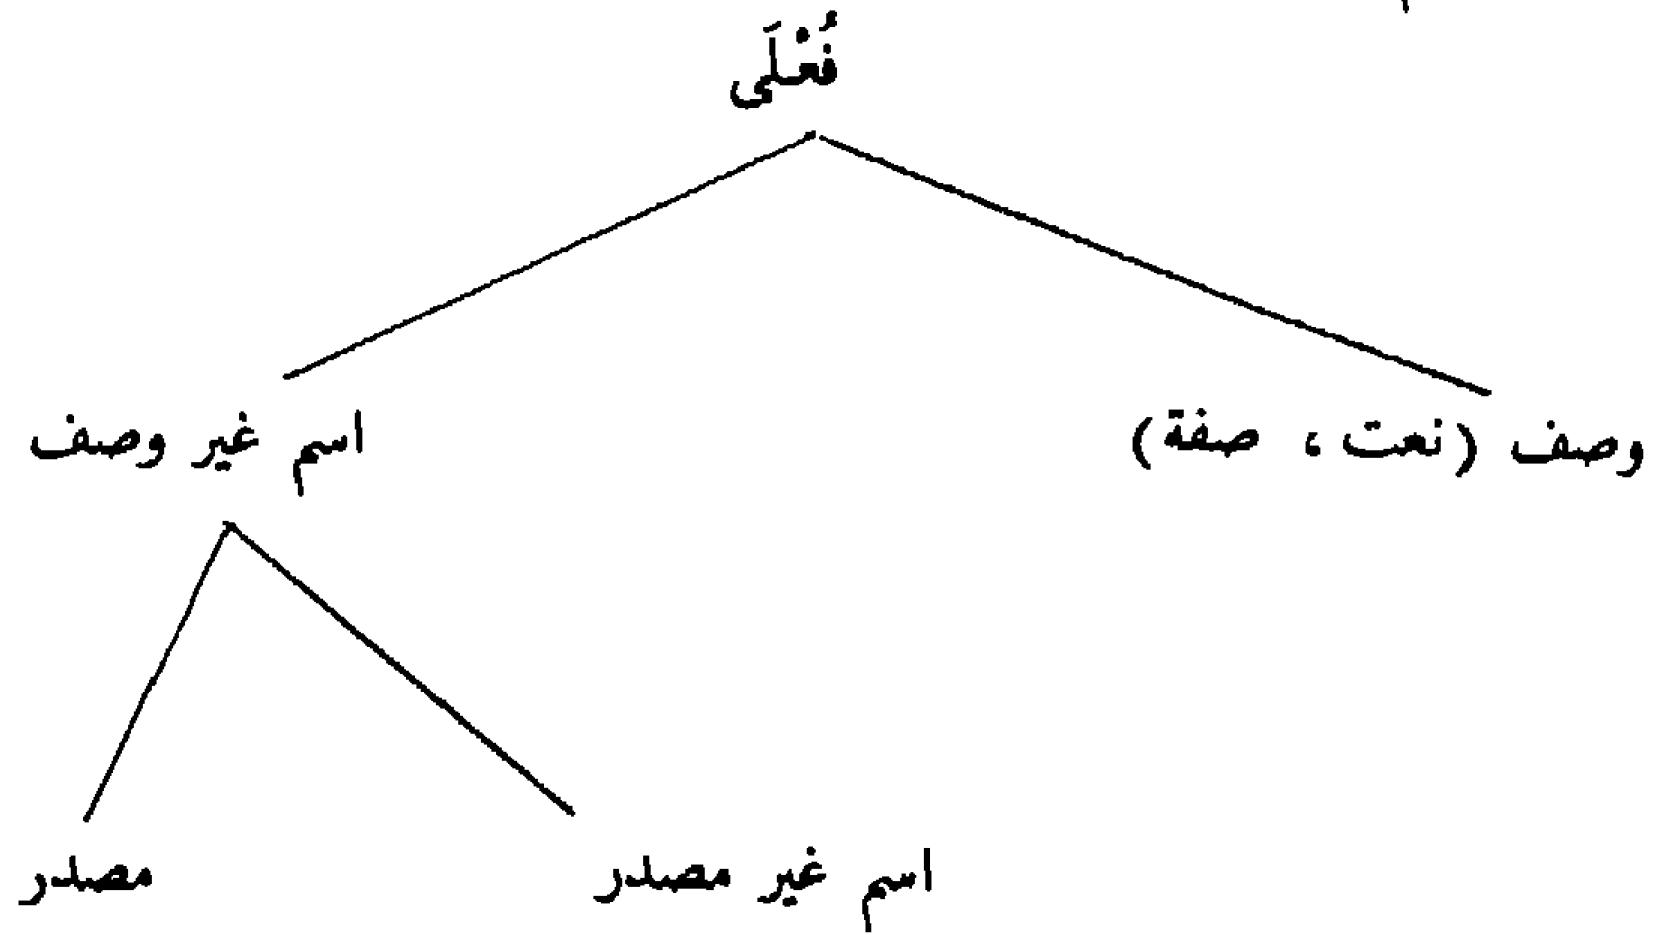 فُعْلَى
وصف (نعت ، صفة)
اسم غير وصف
اسم غير مصدر
مصدر